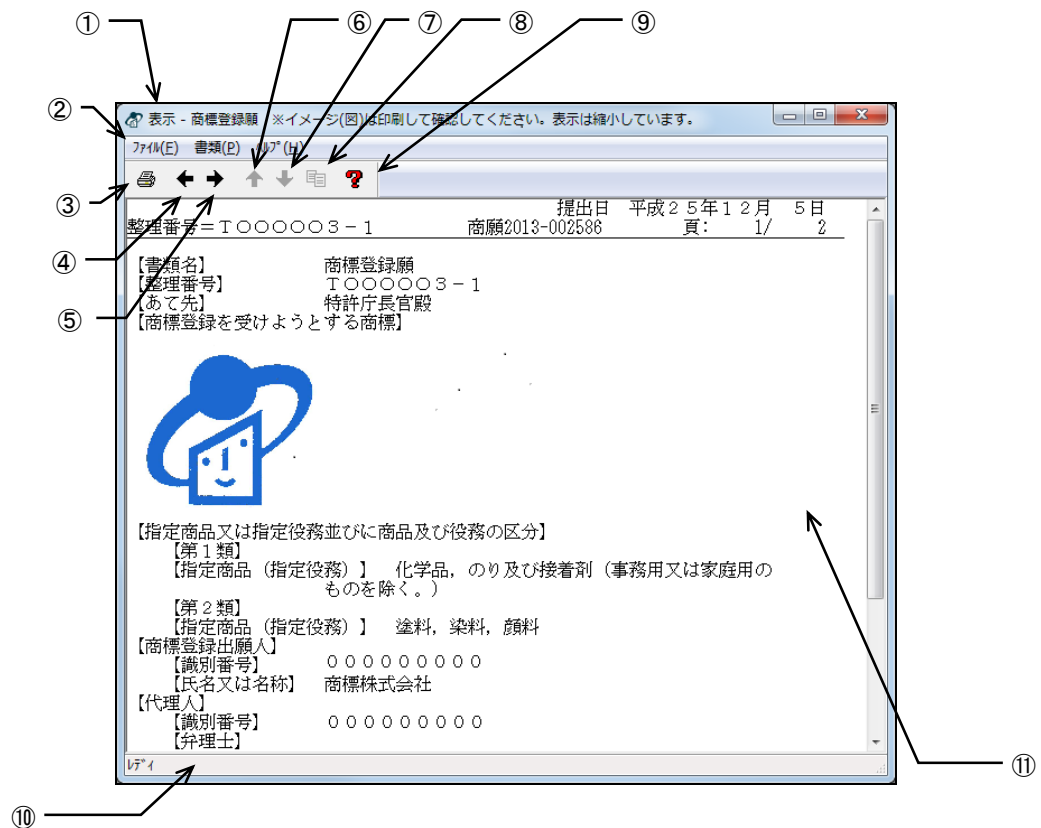 ① ⑥ ⑦ ⑧ ⑨
②
表示 - 商標登録願 ※イメージ(図)は印刷して確認してください。表示は縮小しています。
ﾌｧｲﾙ(F) 書類(P) ﾍﾙﾌﾟ(H)
③
提出日 平成２５年１２月 ５日
整理番号＝ＴＯＯＯＯＯ３－１ 商願2013-002586 頁: 1/ 2
④
【書類名】 商標登録願
【整理番号】 ＴＯＯＯＯＯ３－１
【あて先】 特許庁長官殿
⑤
【商標登録を受けようとする商標】
【指定商品又は指定役務並びに商品及び役務の区分】
【第１類】
【指定商品（指定役務）】 化学品，のり及び接着剤（事務用又は家庭用の
ものを除く。）
【第２類】
【指定商品（指定役務）】 塗料，染料，顔料
【商標登録出願人】
【識別番号】 ０００００００００
【氏名又は名称】 商標株式会社
【代理人】
【識別番号】 ０００００００００
【弁理士】
ﾚﾃﾞｨ
⑪
⑩